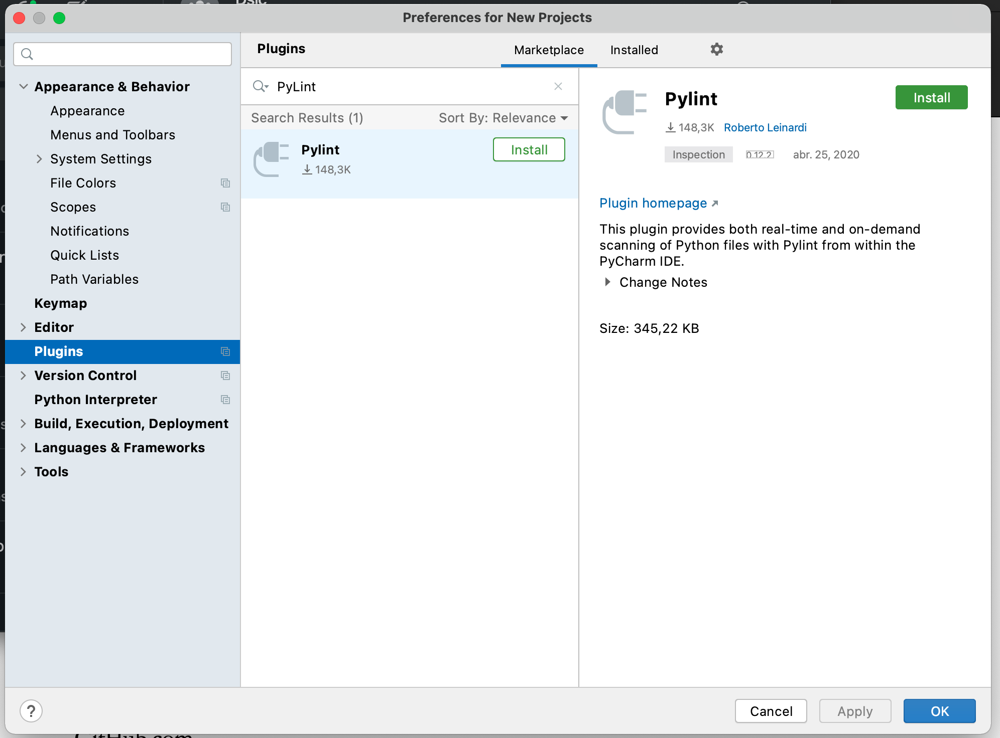 Preferences for New Projects
Plugins
Marketplace
Installed
Appearance & Behavior
Appearance
Menus and Toolbars
System Settings
File Colors
Scopes
Notifications
Quick Lists
Path Variables
Keymap
Editor
Plugins
Version Control
Python Interpreter
Build, Execution, Deployment
Languages & Frameworks
Tools
PyLint
Search Results (1)
Sort By: Relevance
Pylint
148,3K
Install
Pylint
Install
148,3K
Roberto Leinardi
Inspection
0.12.2
abr. 25, 2020
Plugin homepage
This plugin provides both real-time and on-demand
scanning of Python files with Pylint from within the
PyCharm IDE.
Change Notes
Size: 345,22 KB
?
Cancel
Apply
OK
GitHub.com